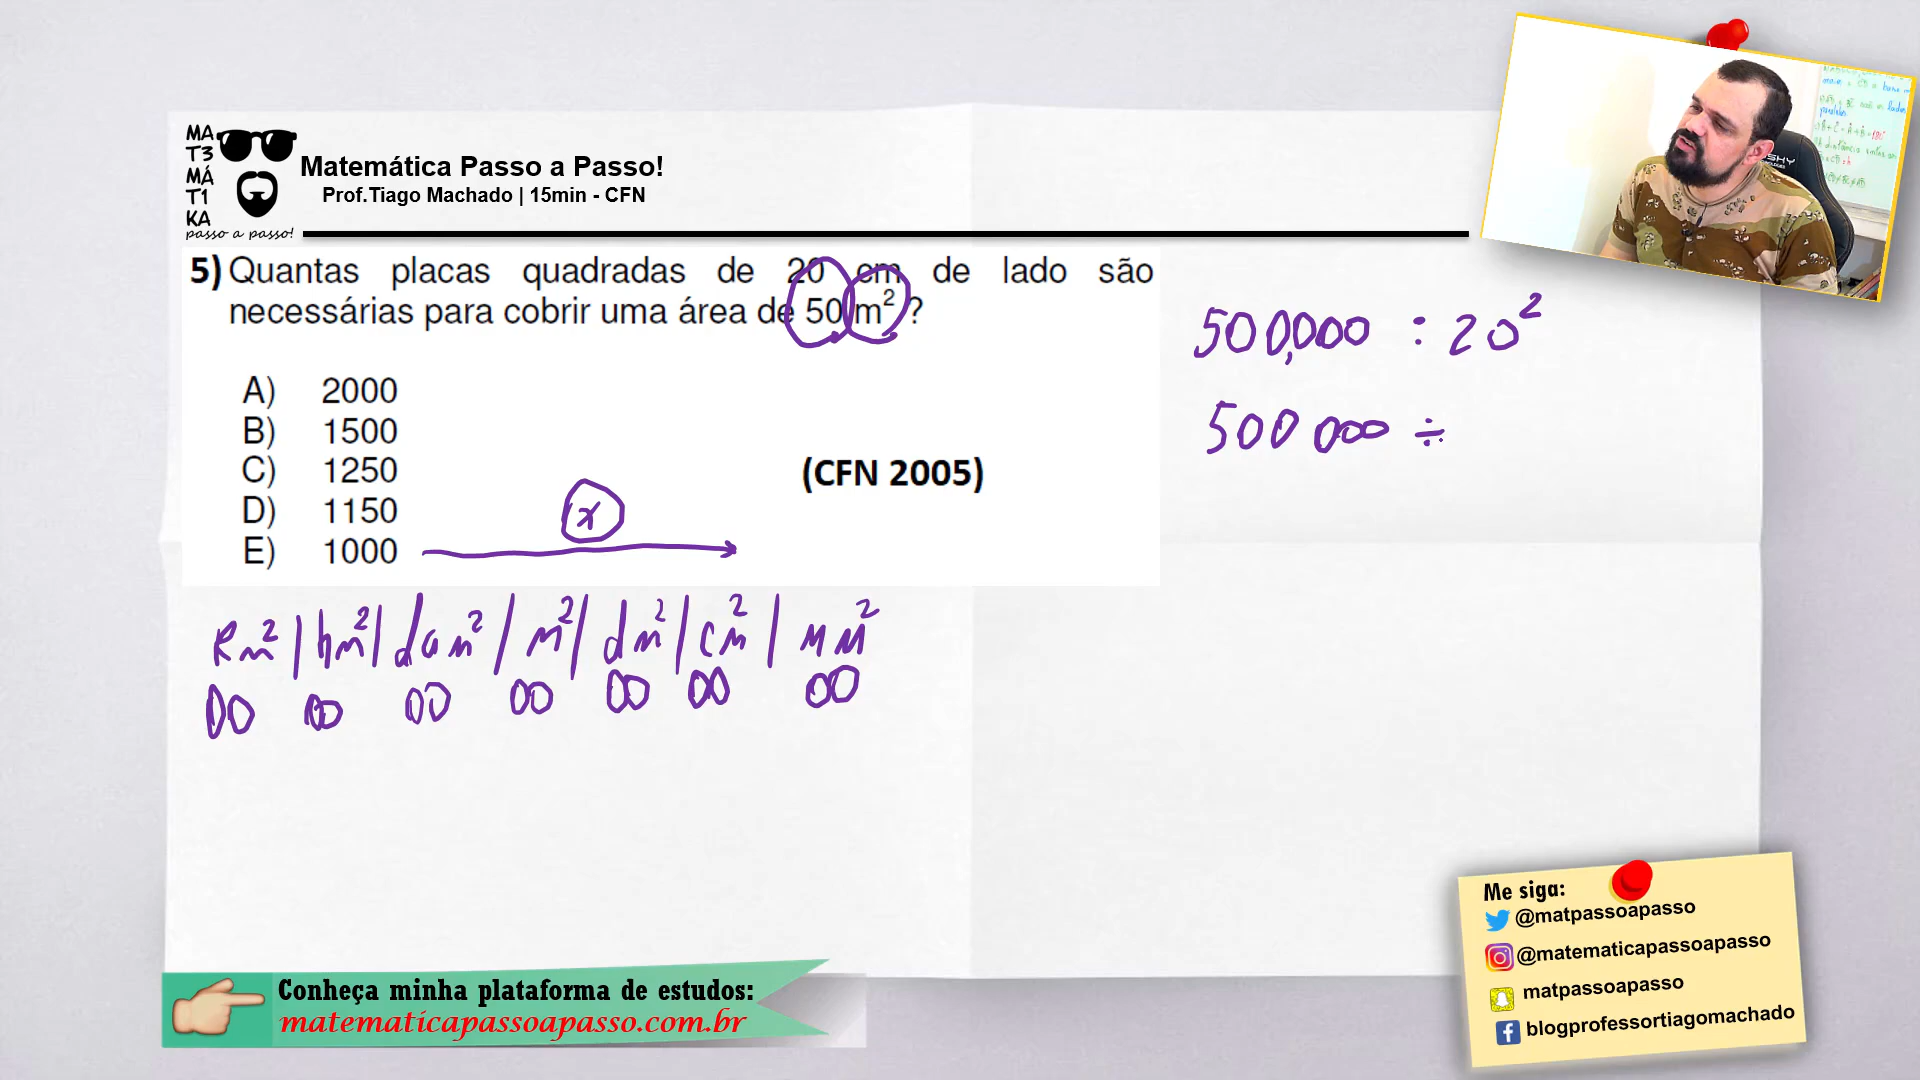 MA
T3
MÁ
T1
KA
passo a passo!
Matemática Passo a Passo!
Prof.Tiago Machado | 15min - CFN
5) Quantas placas quadradas de 20 cm de lado são
necessárias para cobrir uma área de 50 m² ?
A) 2000
B) 1500
C) 1250
D) 1150
E) 1000
(CFN 2005)
x
km² | hm² | dam² | m² | dm² | cm² | mm²
00 00 00 00 00 00 00
500,000 : 20²
500 000 ÷
Me siga:
@matpassoapasso
@matematicapassoapasso
matpassoapasso
blogprofessortiagomachado
Conheça minha plataforma de estudos:
matematicapassoapasso.com.br